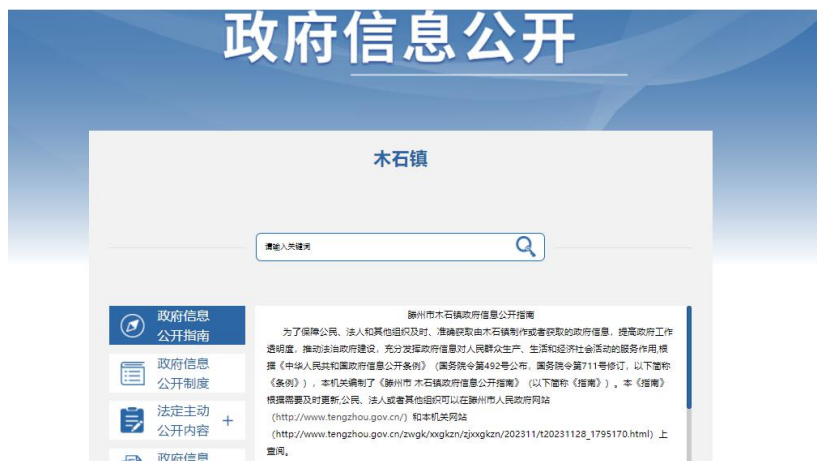 政府信息公开
木石镇
请输入关键词
政府信息
公开指南
政府信息
公开制度
法定主动
公开内容 +
政府信息
滕州市木石镇政府信息公开指南
为了保障公民、法人和其他组织及时、准确获取由木石镇制作或者获取的政府信息，提高政府工作
透明度，推动法治政府建设，充分发挥政府信息对人民群众生产、生活和经济社会活动的服务作用,根
据《中华人民共和国政府信息公开条例》（国务院令第492号公布，国务院令第711号修订，以下简称
《条例》），本机关编制了《滕州市 木石镇政府信息公开指南》（以下简称《指南》）。本《指南》
根据需要及时更新,公民、法人或者其他组织可以在滕州市人民政府网站
（http://www.tengzhou.gov.cn/）和本机关网站
（http://www.tengzhou.gov.cn/zwgk/xxgkzn/zjxxgkzn/202311/t20231128_1795170.html）上
查阅。